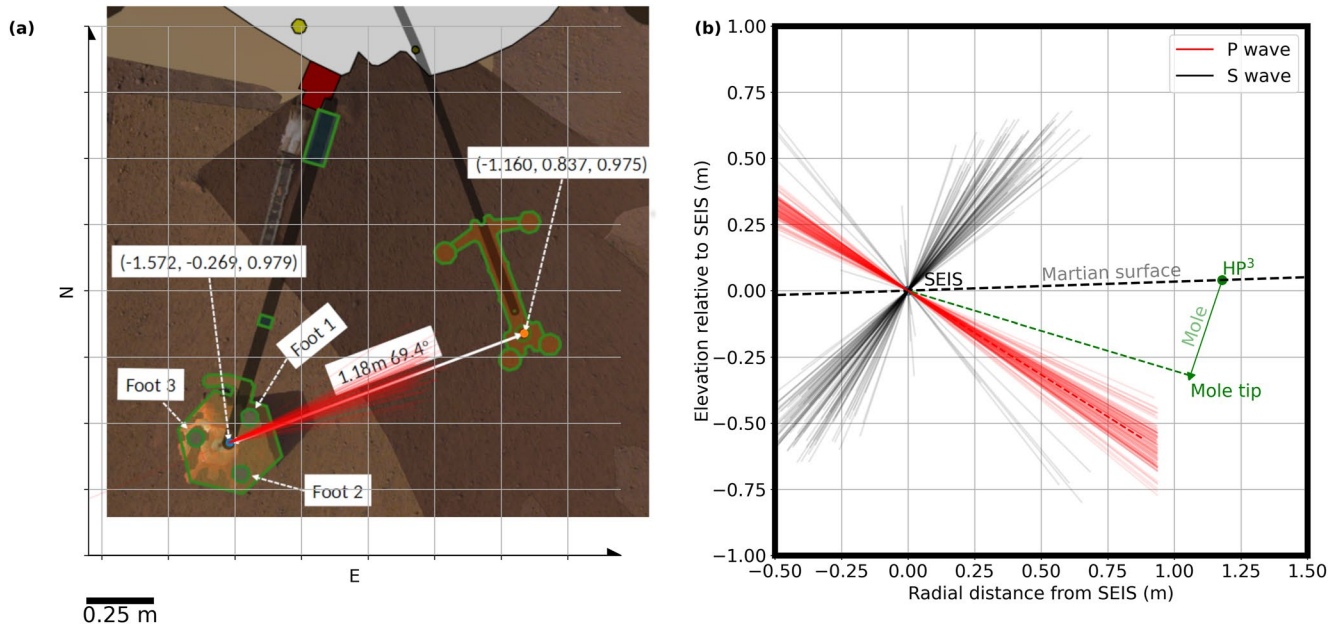 (a)
(-1.160, 0.837, 0.975)
(-1.572, -0.269, 0.979)
N
Foot 1
1.18m 69.4°
Foot 3
Foot 2
E
0.25 m
(b)
P wave
S wave
1.00
0.75
0.50
0.25
0.00
−0.25
−0.50
−0.75
−1.00
Elevation relative to SEIS (m)
SEIS
Martian surface
HP³
Mole
Mole tip
−0.50 −0.25 0.00 0.25 0.50 0.75 1.00 1.25 1.50
Radial distance from SEIS (m)